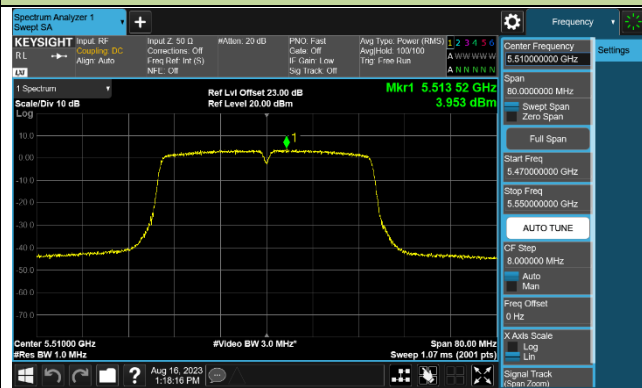 Spectrum Analyzer 1
Swept SA
+
Frequency
KEYSIGHT
RL
LXI
Input: RF
Coupling: DC
Align: Auto
Input Z: 50 Ω
Corrections: Off
Freq Ref: Int (S)
NFE: Off
#Atten: 20 dB
PNO: Fast
Gate: Off
IF Gain: Low
Sig Track: Off
Avg Type: Power (RMS)
Avg|Hold: 100/100
Trig: Free Run
1 2 3 4 5 6
A W W W W W
A N N N N N
1 Spectrum
Scale/Div 10 dB
Log
Ref Lvl Offset 23.00 dB
Ref Level 20.00 dBm
Mkr1 5.513 52 GHz
3.953 dBm
1
10.0
0.00
-10.0
-20.0
-30.0
-40.0
-50.0
-60.0
-70.0
Center 5.51000 GHz
#Res BW 1.0 MHz
#Video BW 3.0 MHz*
Span 80.00 MHz
Sweep 1.07 ms (2001 pts)
Center Frequency
5.510000000 GHz
Settings
Span
80.0000000 MHz
Swept Span
Zero Span
Full Span
Start Freq
5.470000000 GHz
Stop Freq
5.550000000 GHz
AUTO TUNE
CF Step
8.000000 MHz
Auto
Man
Freq Offset
0 Hz
X Axis Scale
Log
Lin
Signal Track
(Span Zoom)
?
Aug 16, 2023
1:18:16 PM